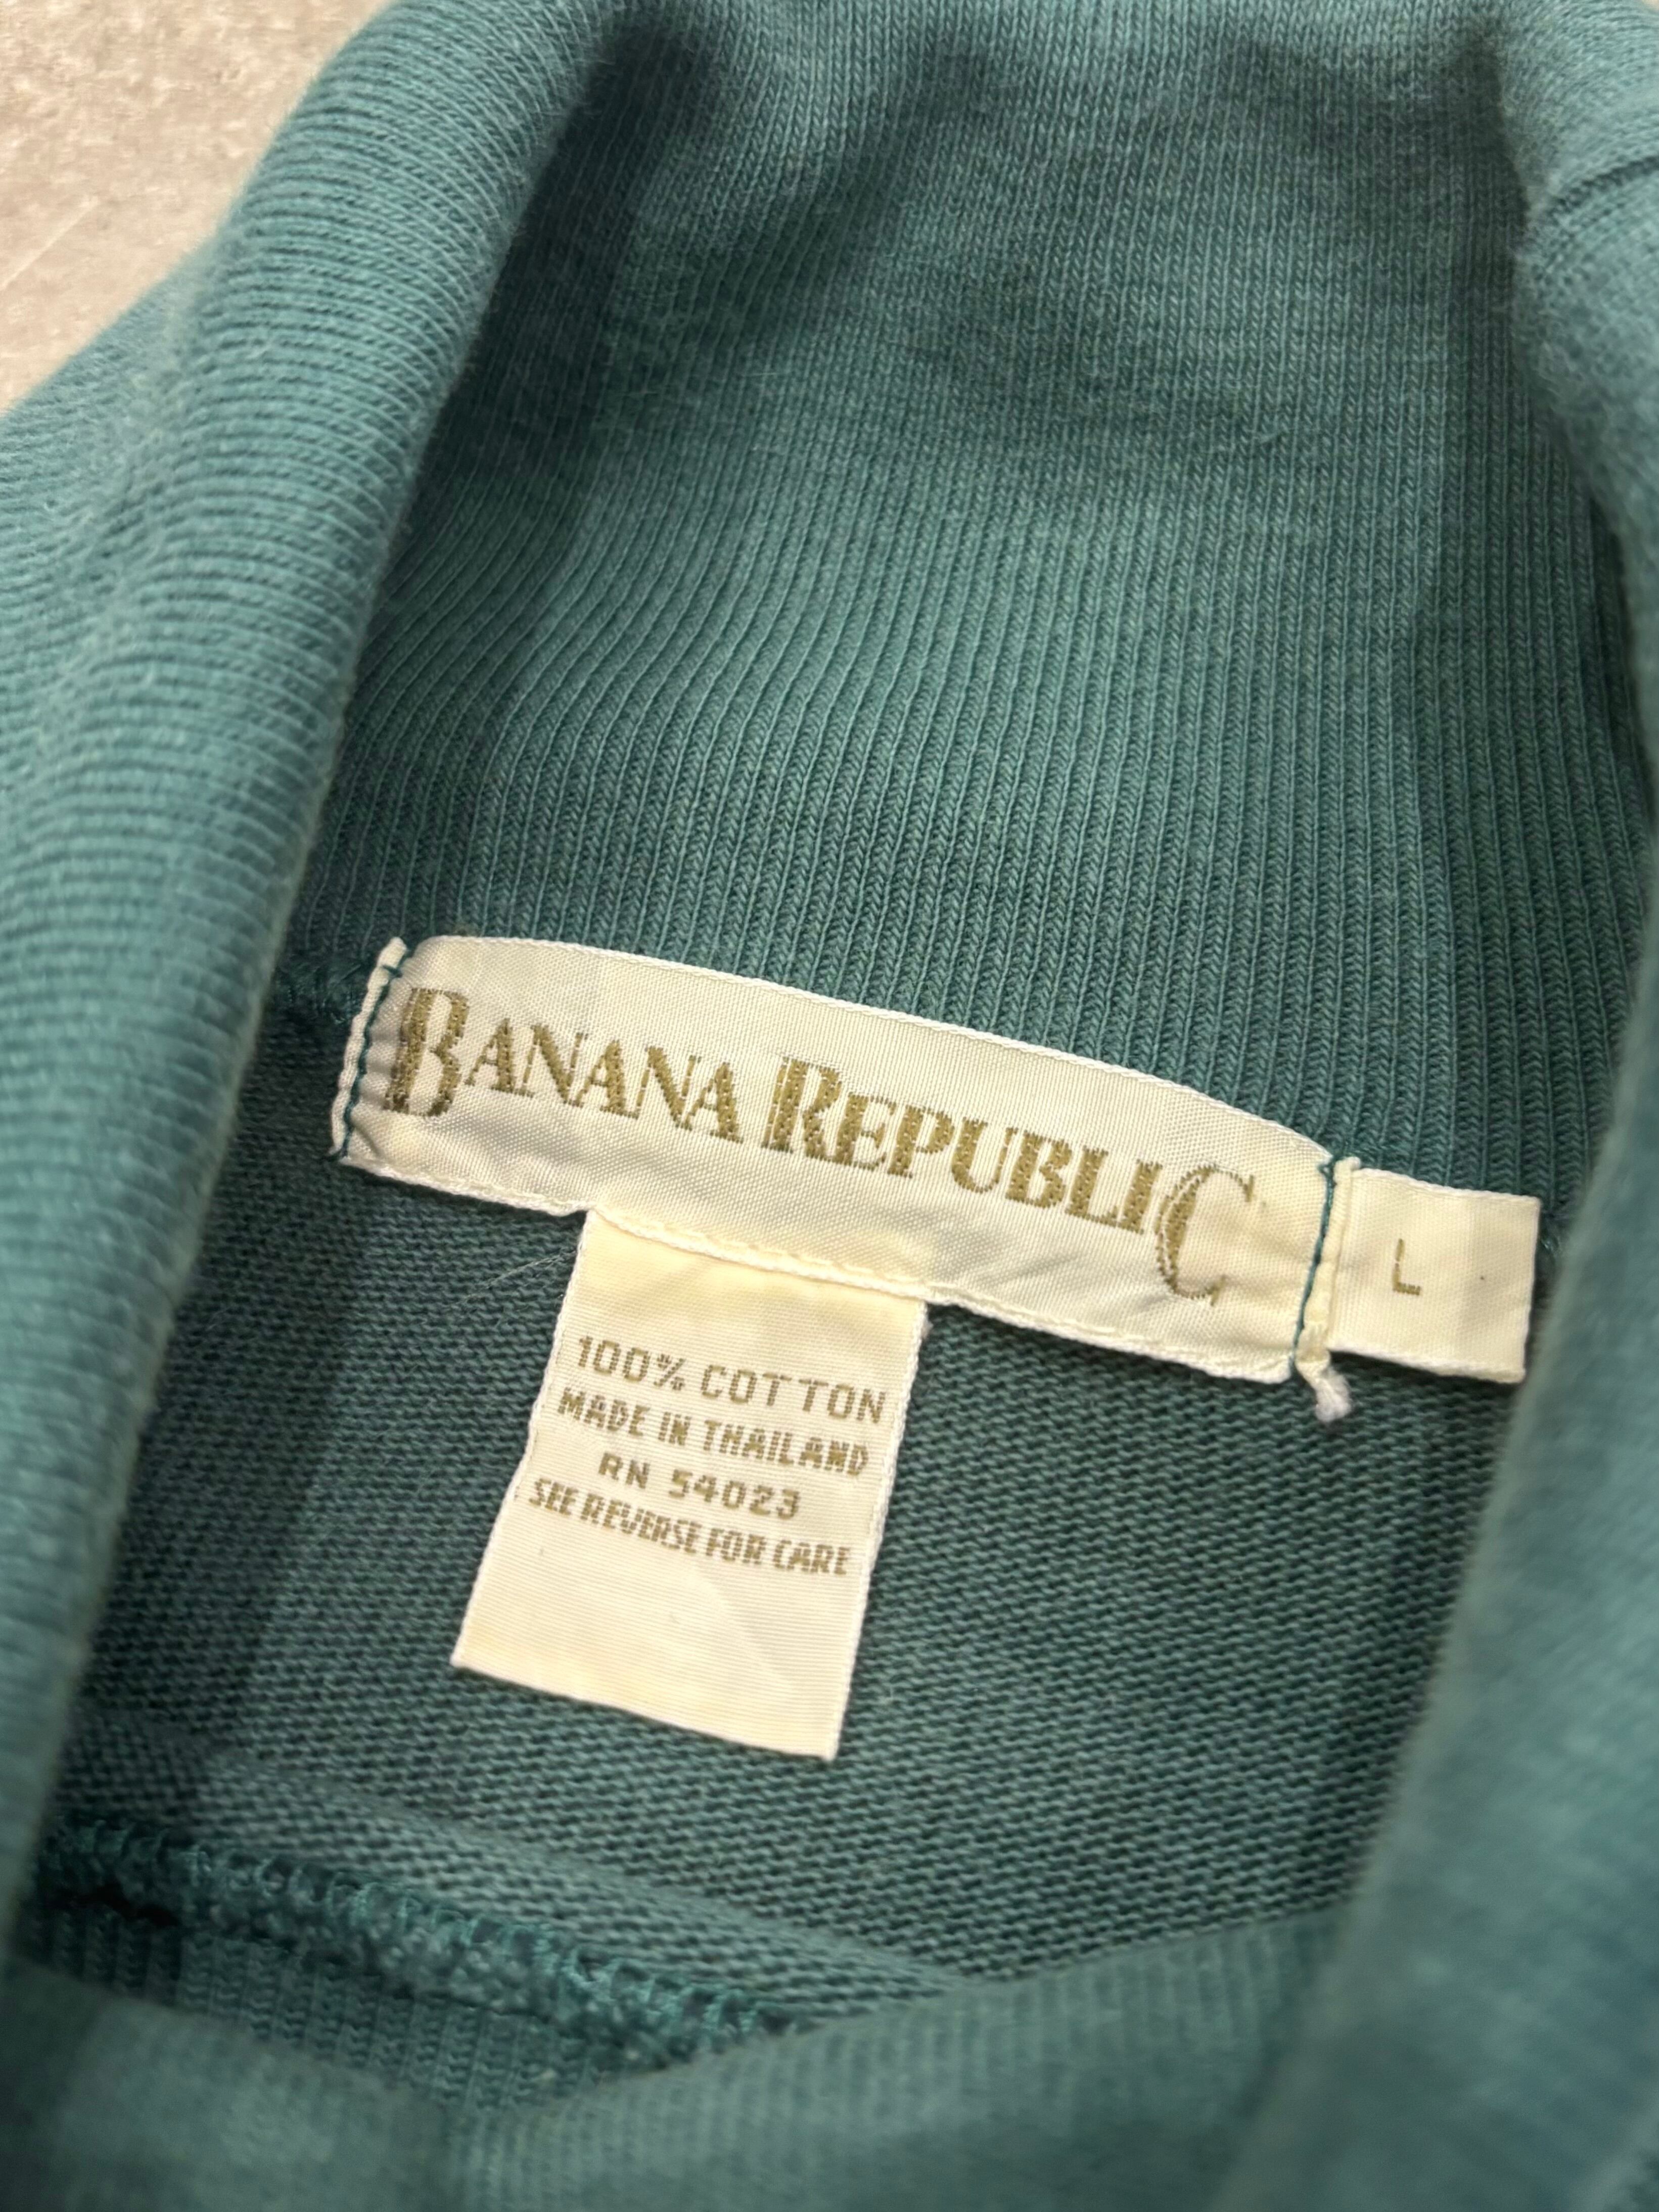 BANANA REPUBLIC
L
100% COTTON
MADE IN THAILAND
RN 54023
SEE REVERSE FOR CARE